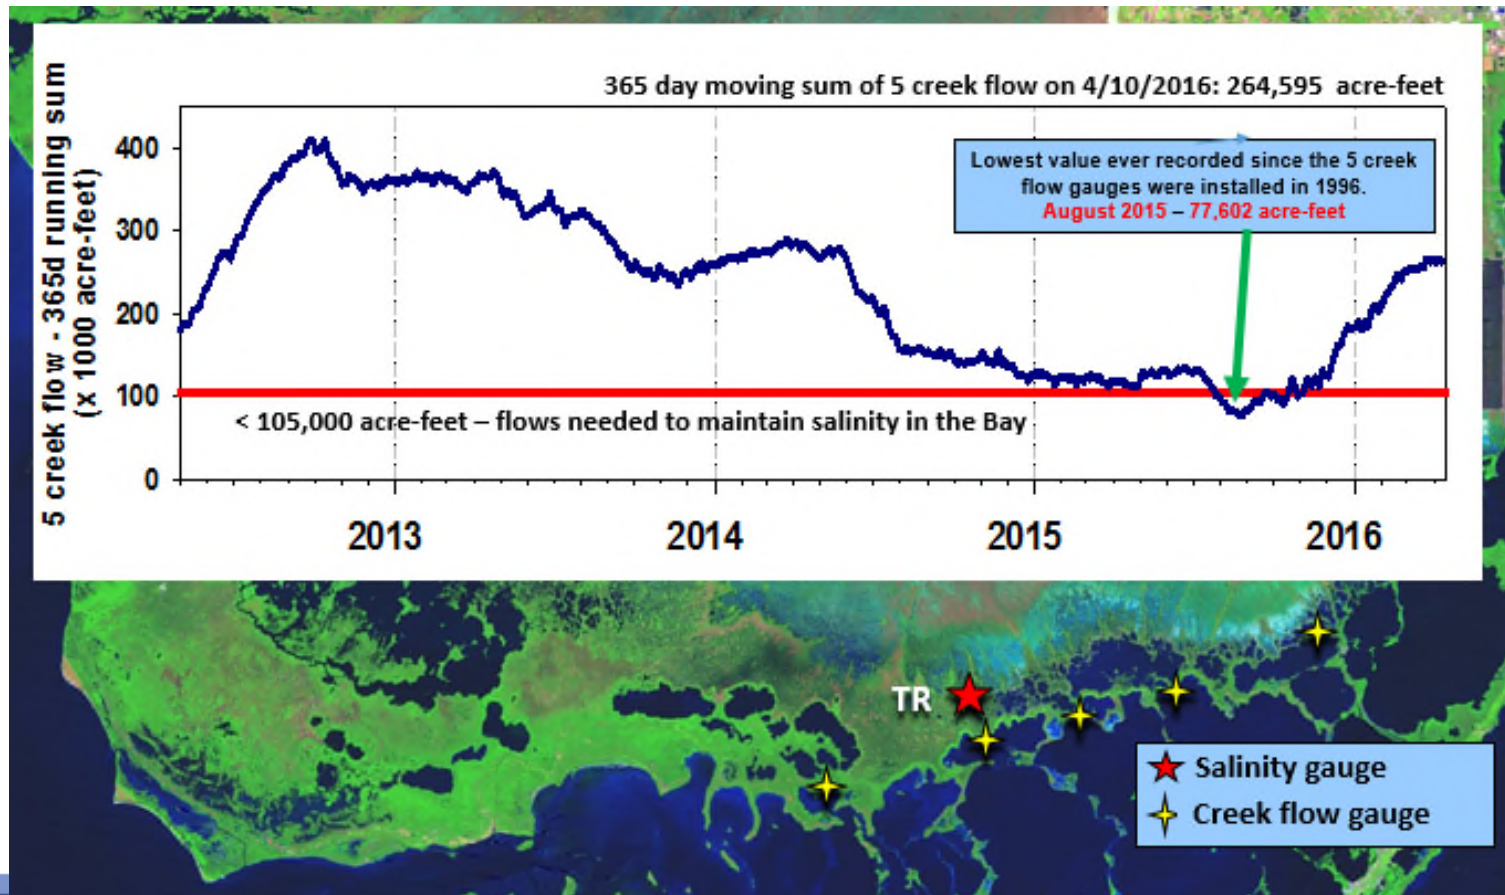 365 day moving sum of 5 creek flow on 4/10/2016: 264,595 acre-feet
5 creek flow - 365d running sum
(x 1000 acre-feet)
400
300
200
100
0
Lowest value ever recorded since the 5 creek
flow gauges were installed in 1996.
August 2015 – 77,602 acre-feet
< 105,000 acre-feet – flows needed to maintain salinity in the Bay
2013
2014
2015
2016
TR
Salinity gauge
Creek flow gauge